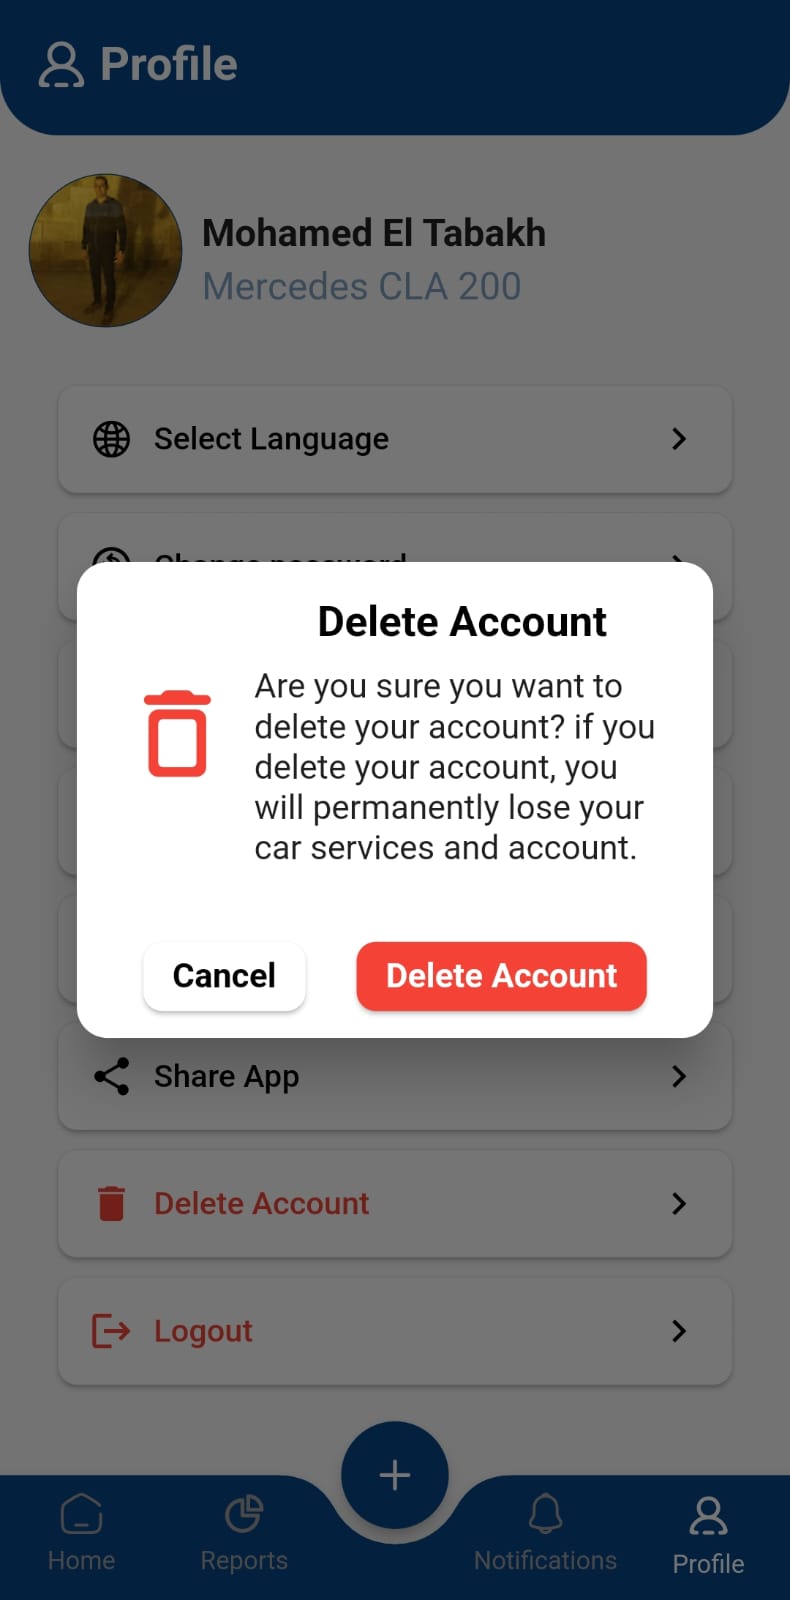 Profile
Mohamed El Tabakh
Mercedes CLA 200
Select Language
Change password
Delete Account
Are you sure you want to
delete your account? if you
delete your account, you
will permanently lose your
car services and account.
Cancel
Delete Account
Share App
Delete Account
Logout
Home
Reports
Notifications
Profile